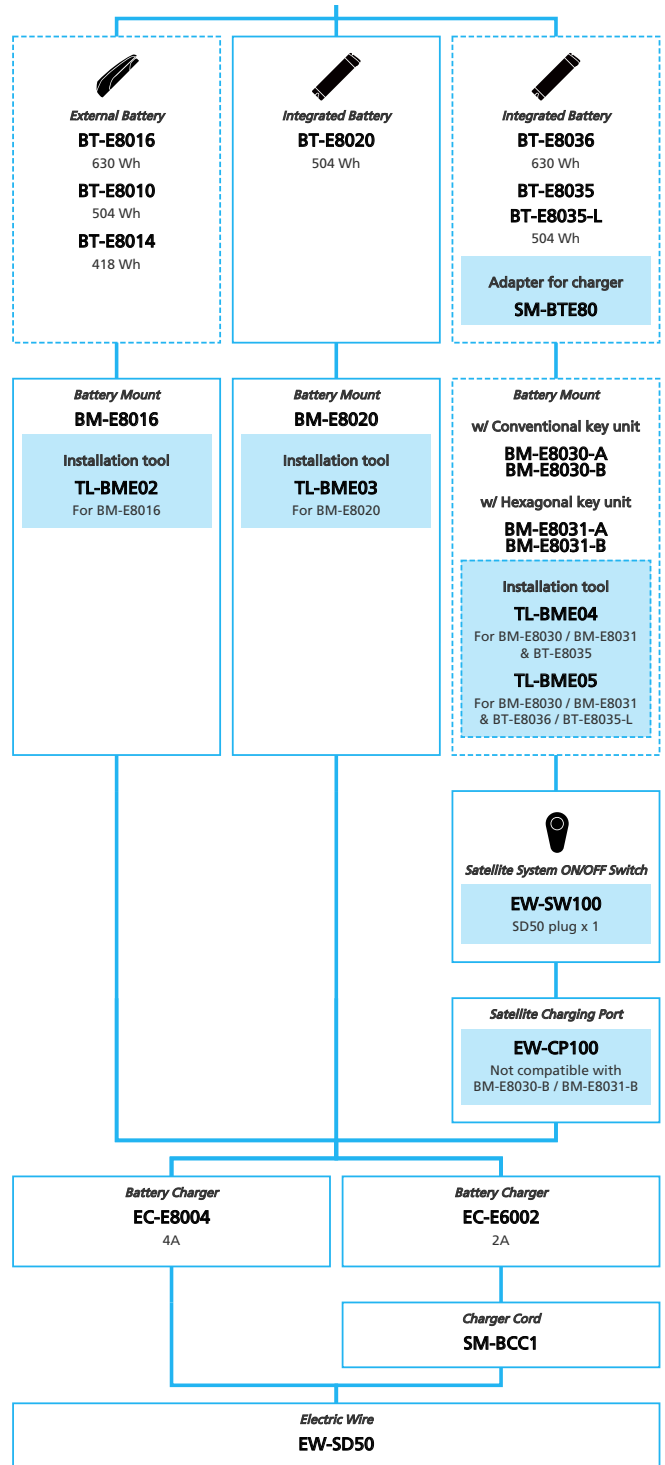 External Battery
BT-E8016
630 Wh
BT-E8010
504 Wh
BT-E8014
418 Wh
Integrated Battery
BT-E8020
504 Wh
Integrated Battery
BT-E8036
630 Wh
BT-E8035
BT-E8035-L
504 Wh
Adapter for charger
SM-BTE80
Battery Mount
BM-E8016
Installation tool
TL-BME02
For BM-E8016
Battery Mount
BM-E8020
Installation tool
TL-BME03
For BM-E8020
Battery Mount
w/ Conventional key unit
BM-E8030-A
BM-E8030-B
w/ Hexagonal key unit
BM-E8031-A
BM-E8031-B
Installation tool
TL-BME04
For BM-E8030 / BM-E8031
& BT-E8035
TL-BME05
For BM-E8030 / BM-E8031
& BT-E8036 / BT-E8035-L
Satellite System ON/OFF Switch
EW-SW100
SD50 plug x 1
Satellite Charging Port
EW-CP100
Not compatible with
BM-E8030-B / BM-E8031-B
Battery Charger
EC-E8004
4A
Battery Charger
EC-E6002
2A
Charger Cord
SM-BCC1
Electric Wire
EW-SD50